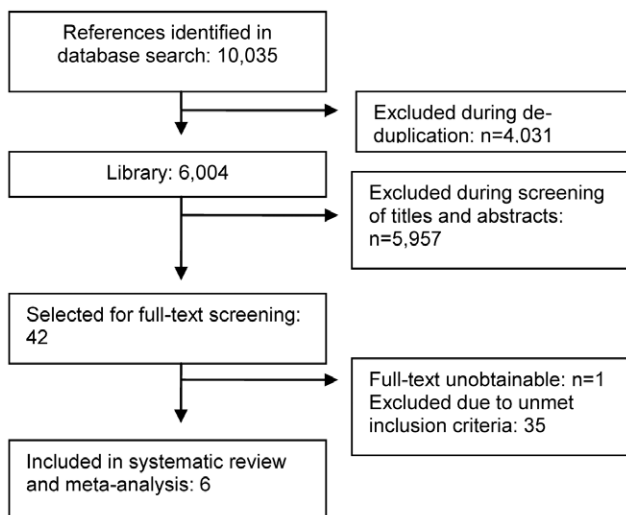 References identified in
database search: 10,035
Excluded during de-
duplication: n=4,031
Library: 6,004
Excluded during screening
of titles and abstracts:
n=5,957
Selected for full-text screening:
42
Full-text unobtainable: n=1
Excluded due to unmet
inclusion criteria: 35
Included in systematic review
and meta-analysis: 6